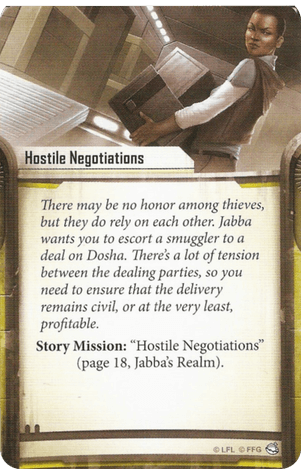 Hostile Negotiations
There may be no honor among thieves,
but they do rely on each other. Jabba
wants you to escort a smuggler to a
deal on Dosha. There's a lot of tension
between the dealing parties, so you
need to ensure that the delivery
remains civil, or at the very least,
profitable.
Story Mission: “Hostile Negotiations”
(page 18, Jabba's Realm).
© LFL © FFG